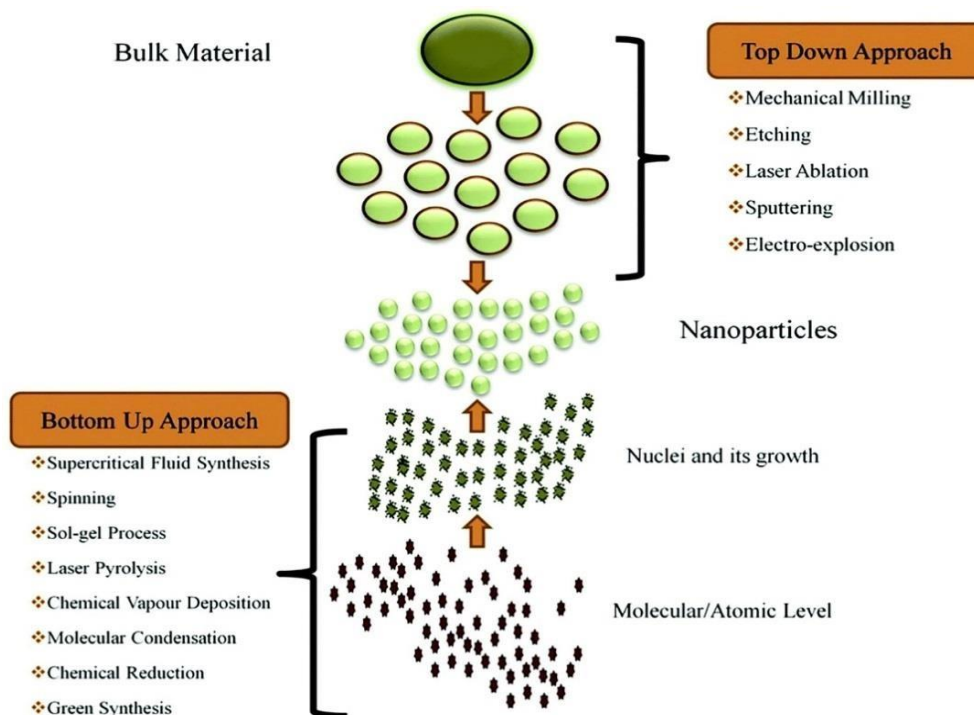 Bulk Material
Top Down Approach
❖Mechanical Milling
❖Etching
❖Laser Ablation
❖Sputtering
❖Electro-explosion
Nanoparticles
Bottom Up Approach
❖Supercritical Fluid Synthesis
❖Spinning
❖Sol-gel Process
❖Laser Pyrolysis
❖Chemical Vapour Deposition
❖Molecular Condensation
❖Chemical Reduction
❖Green Synthesis
Nuclei and its growth
Molecular/Atomic Level